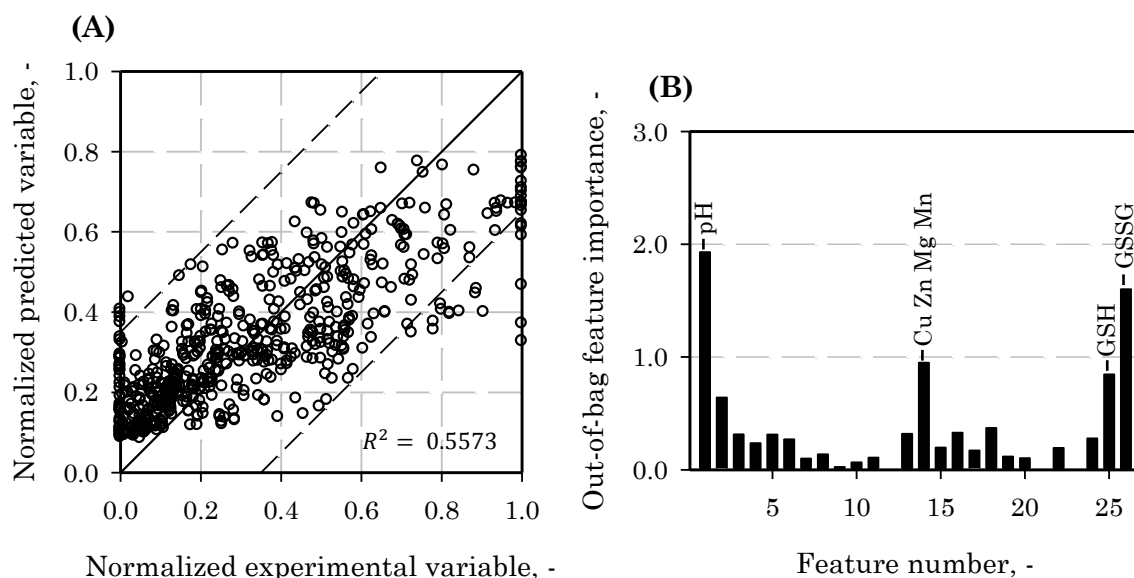 (A)
Normalized predicted variable, -
1.0
0.8
0.6
0.4
0.2
0.0
R² = 0.5573
0.0 0.2 0.4 0.6 0.8 1.0
Normalized experimental variable, -
(B)
Out-of-bag feature importance, -
3.0
2.0
1.0
0.0
pH
Cu Zn Mg Mn
GSH
GSSG
5 10 15 20 25
Feature number, -